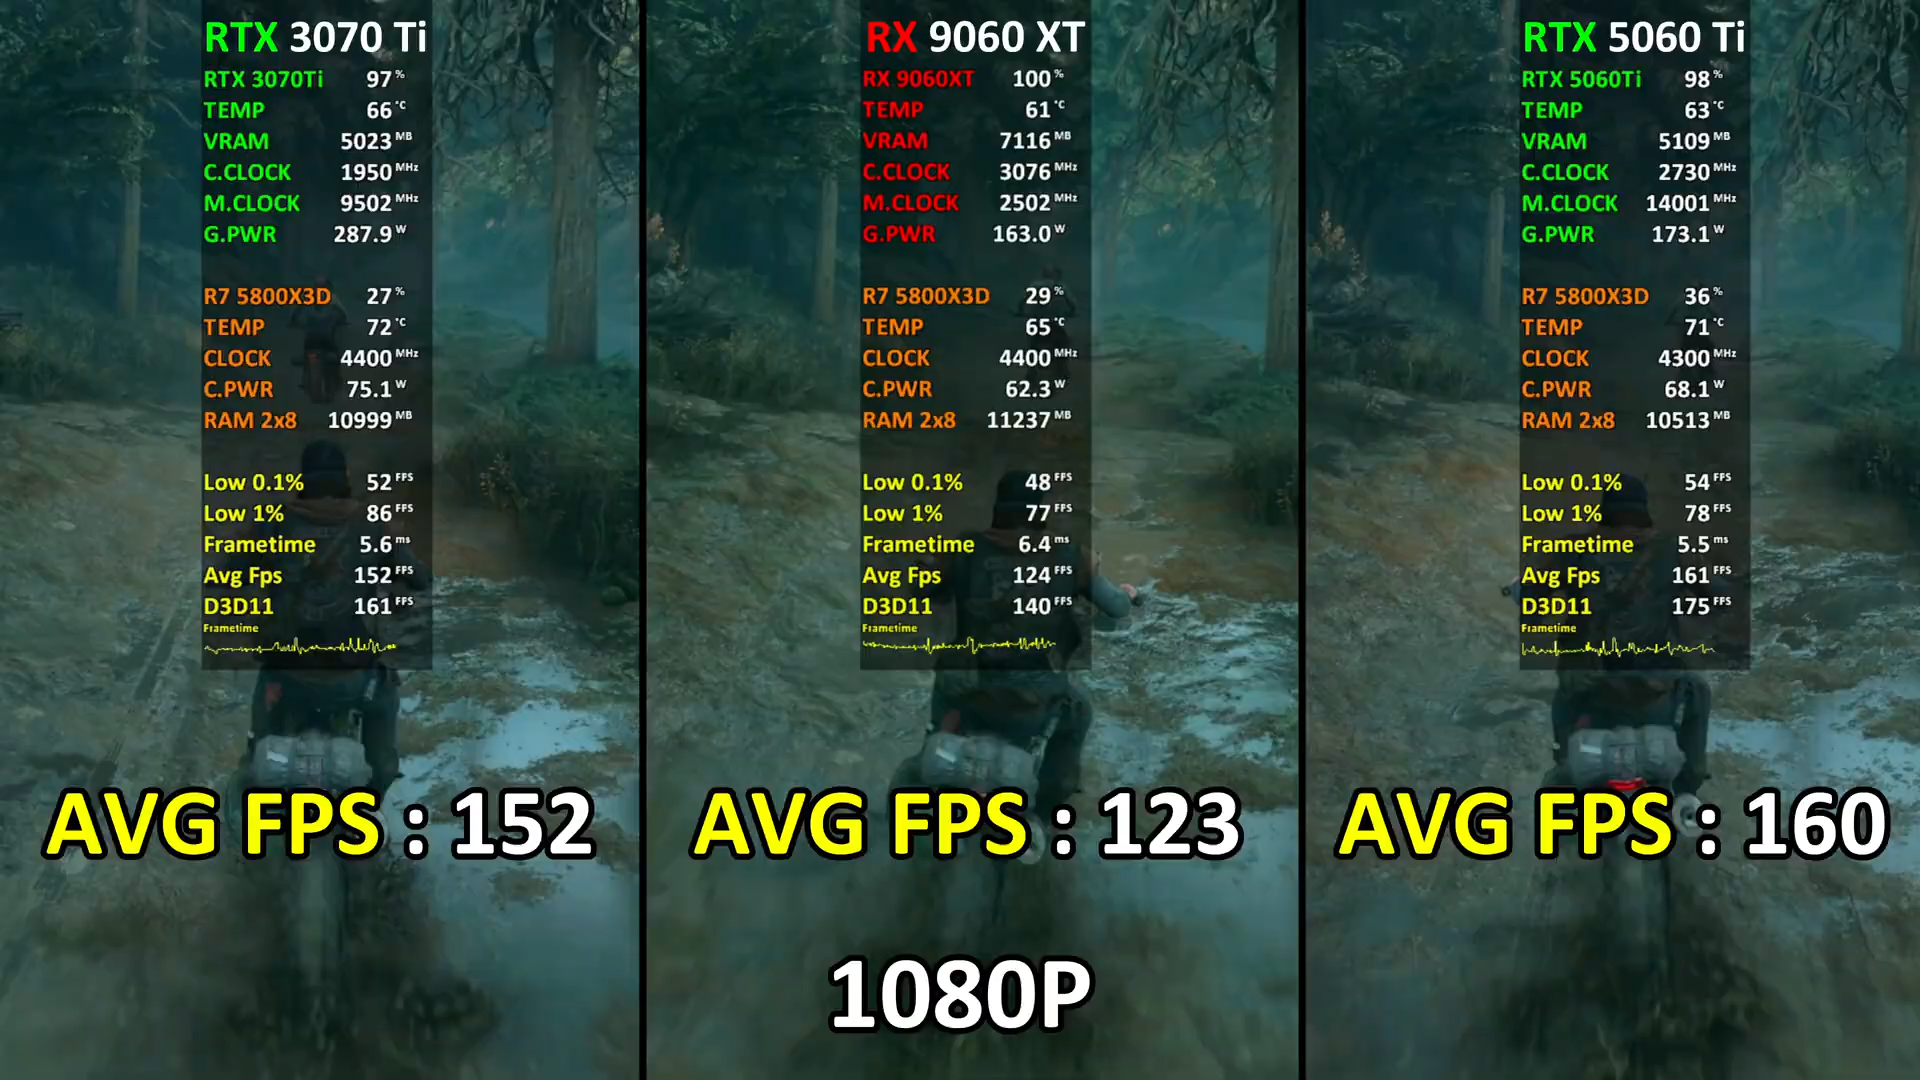 RTX 3070 Ti
RTX 3070Ti 97 %
TEMP 66 °C
VRAM 5023 MB
C.CLOCK 1950 MHz
M.CLOCK 9502 MHz
G.PWR 287.9 W
R7 5800X3D 27 %
TEMP 72 °C
CLOCK 4400 MHz
C.PWR 75.1 W
RAM 2x8 10999 MB
Low 0.1% 52 FPS
Low 1% 86 FPS
Frametime 5.6 ms
Avg Fps 152 FPS
D3D11 161 FPS
Frametime
AVG FPS : 152
RX 9060 XT
RX 9060XT 100 %
TEMP 61 °C
VRAM 7116 MB
C.CLOCK 3076 MHz
M.CLOCK 2502 MHz
G.PWR 163.0 W
R7 5800X3D 29 %
TEMP 65 °C
CLOCK 4400 MHz
C.PWR 62.3 W
RAM 2x8 11237 MB
Low 0.1% 48 FPS
Low 1% 77 FPS
Frametime 6.4 ms
Avg Fps 124 FPS
D3D11 140 FPS
Frametime
AVG FPS : 123
RTX 5060 Ti
RTX 5060Ti 98 %
TEMP 63 °C
VRAM 5109 MB
C.CLOCK 2730 MHz
M.CLOCK 14001 MHz
G.PWR 173.1 W
R7 5800X3D 36 %
TEMP 71 °C
CLOCK 4300 MHz
C.PWR 68.1 W
RAM 2x8 10513 MB
Low 0.1% 54 FPS
Low 1% 78 FPS
Frametime 5.5 ms
Avg Fps 161 FPS
D3D11 175 FPS
Frametime
AVG FPS : 160
1080P